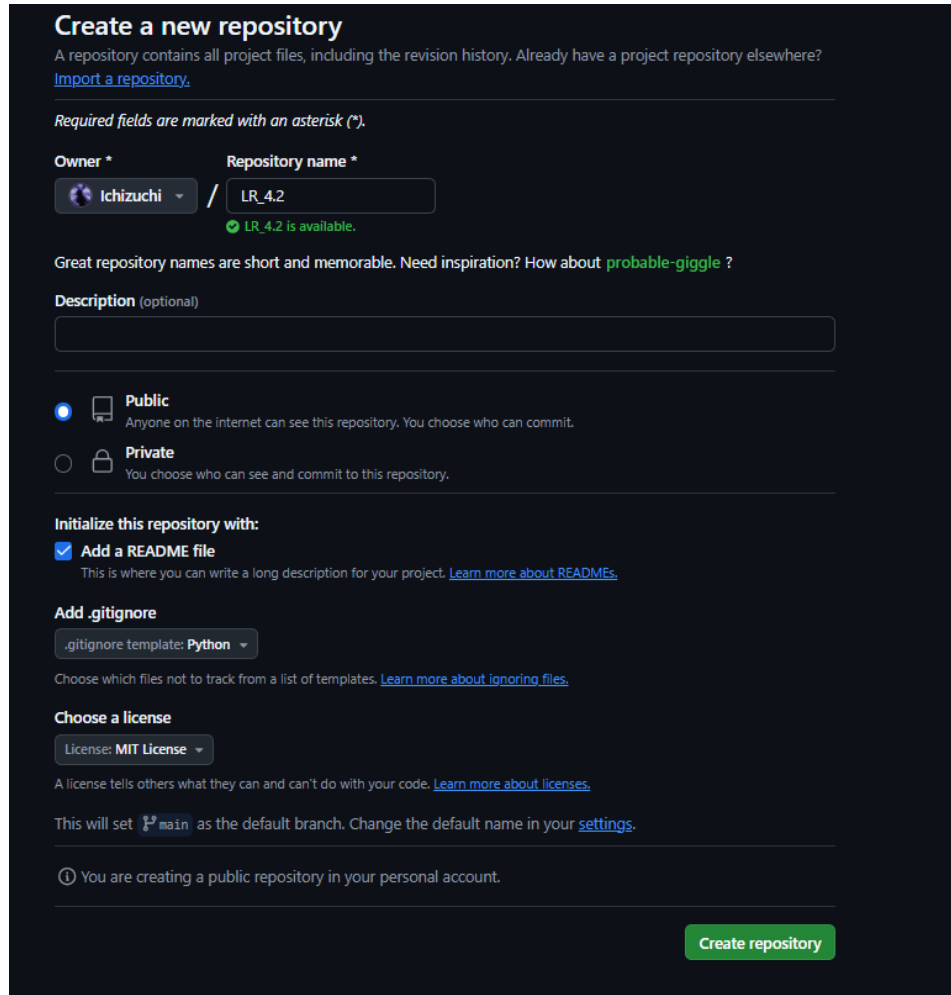 Create a new repository
A repository contains all project files, including the revision history. Already have a project repository elsewhere?
Import a repository.
Required fields are marked with an asterisk (*).
Owner * Repository name *
Ichizuchi / LR_4.2
LR_4.2 is available.
Great repository names are short and memorable. Need inspiration? How about probable-giggle ?
Description (optional)
Public
Anyone on the internet can see this repository. You choose who can commit.
Private
You choose who can see and commit to this repository.
Initialize this repository with:
Add a README file
This is where you can write a long description for your project. Learn more about READMEs.
Add .gitignore
.gitignore template: Python
Choose which files not to track from a list of templates. Learn more about ignoring files.
Choose a license
License: MIT License
A license tells others what they can and can't do with your code. Learn more about licenses.
This will set main as the default branch. Change the default name in your settings.
You are creating a public repository in your personal account.
Create repository